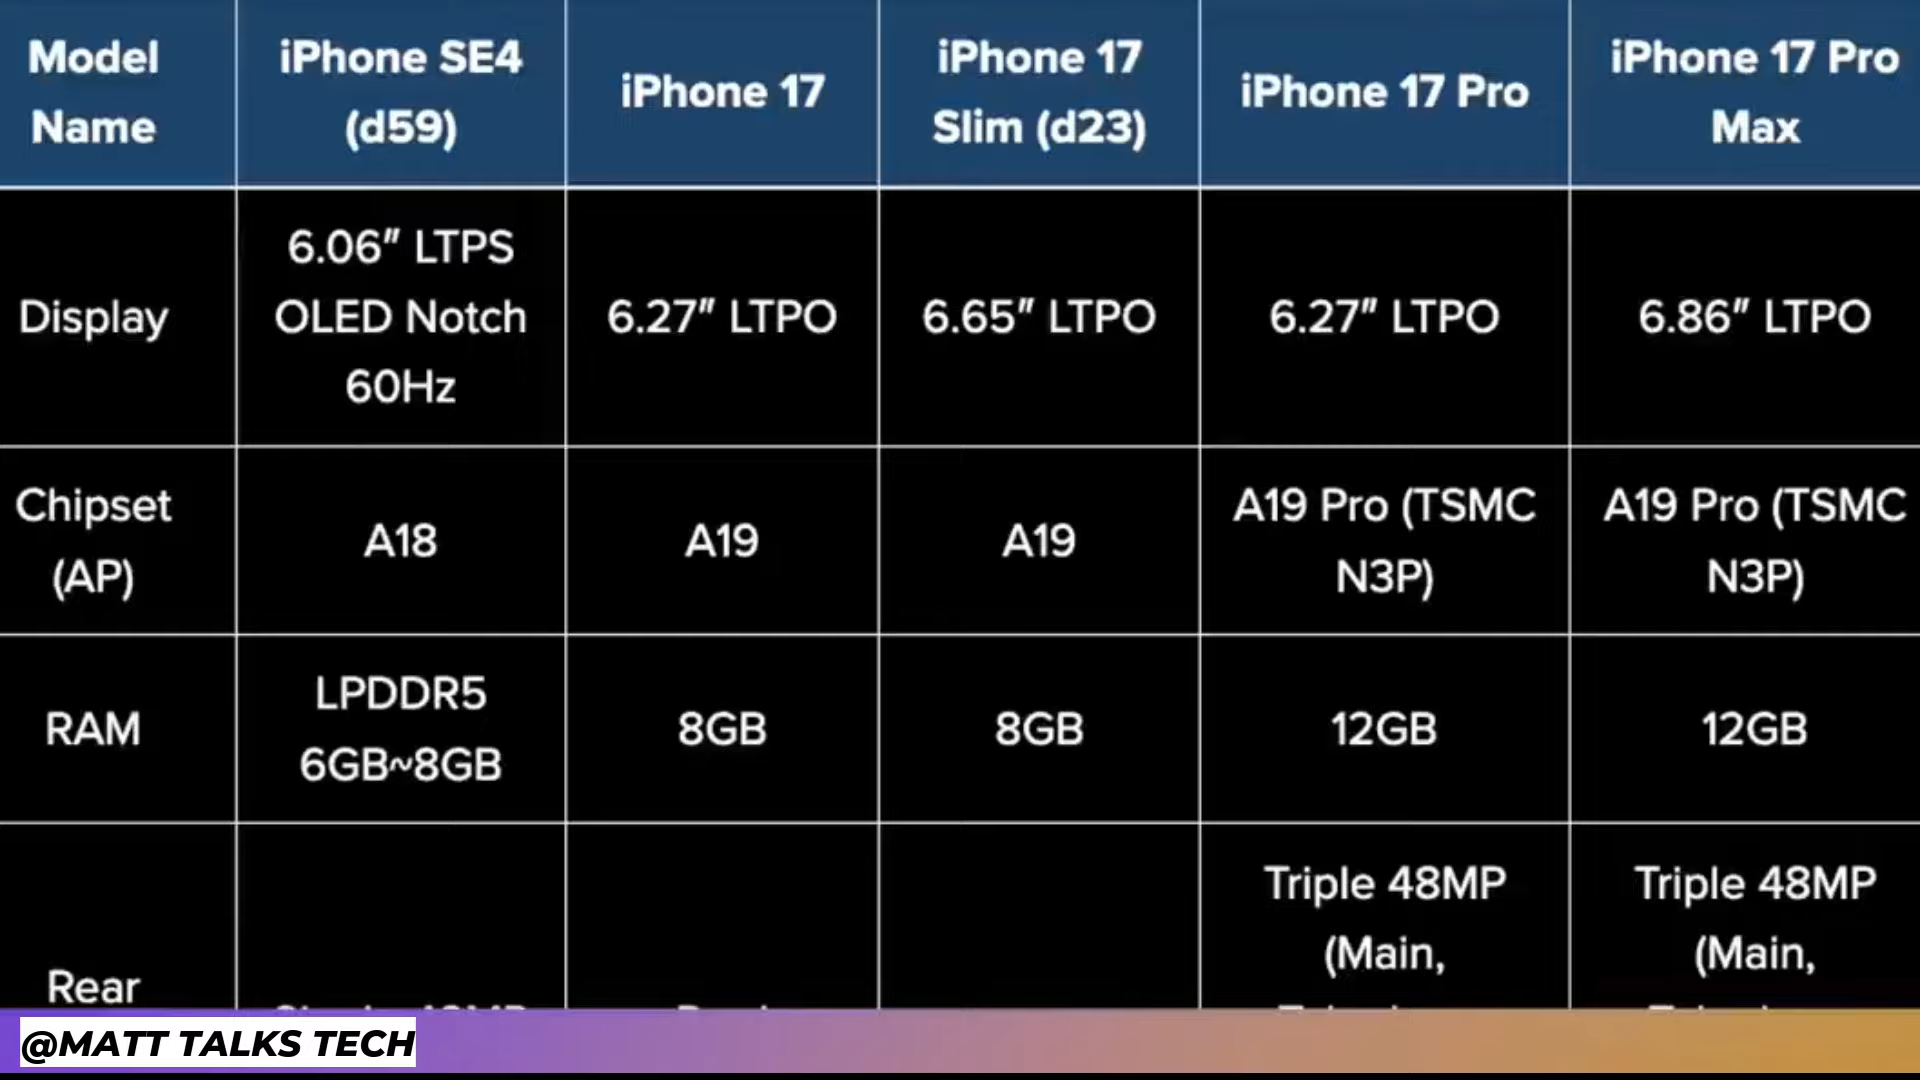 Model Name
iPhone SE4 (d59)
iPhone 17
iPhone 17 Slim (d23)
iPhone 17 Pro
iPhone 17 Pro Max
Display
6.06″ LTPS
OLED Notch
60Hz
6.27″ LTPO
6.65″ LTPO
6.27″ LTPO
6.86″ LTPO
Chipset
(AP)
A18
A19
A19
A19 Pro (TSMC
N3P)
A19 Pro (TSMC
N3P)
RAM
LPDDR5
6GB~8GB
8GB
8GB
12GB
12GB
Rear
Triple 48MP
(Main,
Triple 48MP
(Main,
@MATT TALKS TECH